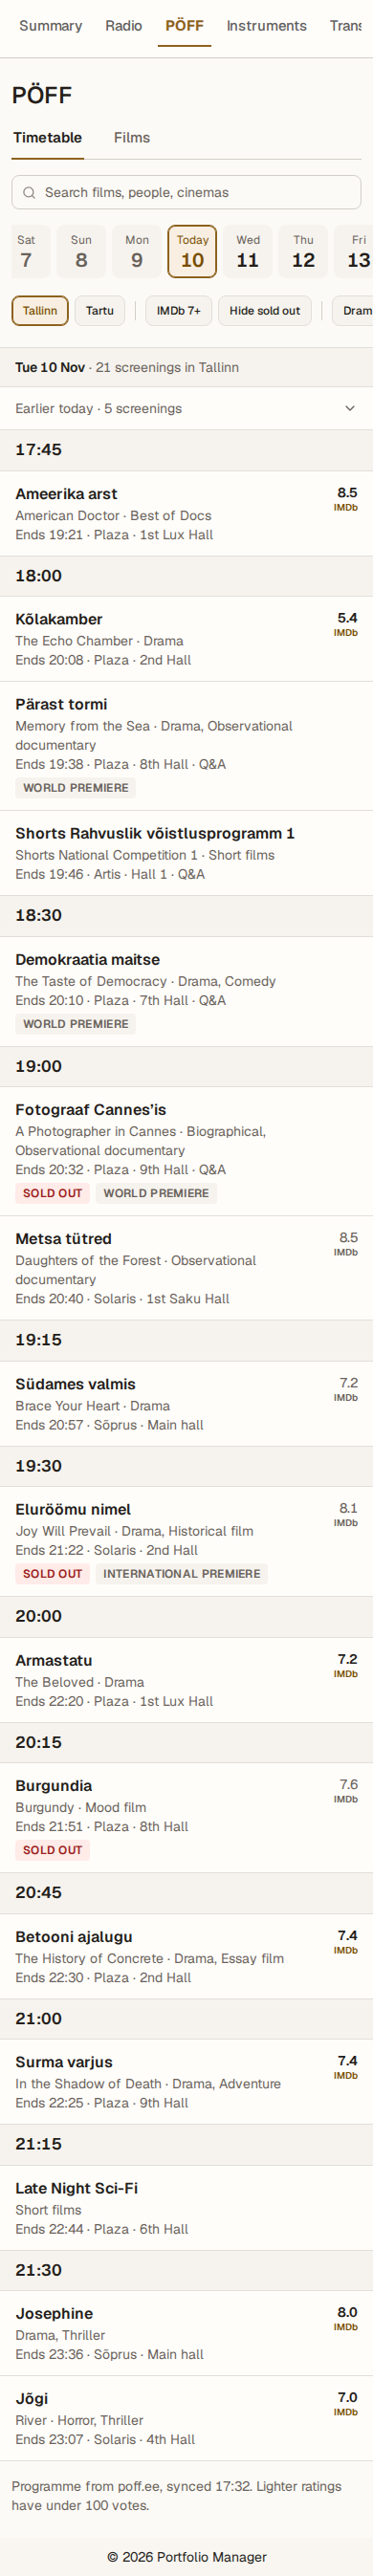 Summary Radio PÖFF Instruments Trans
PÖFF
Timetable Films
Search films, people, cinemas
Sat Sun Mon Today Wed Thu Fri
7 8 9 10 11 12 13
Tallinn Tartu IMDb 7+ Hide sold out Dram
Tue 10 Nov · 21 screenings in Tallinn
Earlier today · 5 screenings
17:45
Ameerika arst 8.5
American Doctor · Best of Docs IMDb
Ends 19:21 · Plaza · 1st Lux Hall
18:00
Kõlakamber 5.4
The Echo Chamber · Drama IMDb
Ends 20:08 · Plaza · 2nd Hall
Pärast tormi
Memory from the Sea · Drama, Observational
documentary
Ends 19:38 · Plaza · 8th Hall · Q&A
WORLD PREMIERE
Shorts Rahvuslik võistlusprogramm 1
Shorts National Competition 1 · Short films
Ends 19:46 · Artis · Hall 1 · Q&A
18:30
Demokraatia maitse
The Taste of Democracy · Drama, Comedy
Ends 20:10 · Plaza · 7th Hall · Q&A
WORLD PREMIERE
19:00
Fotograaf Cannes’is
A Photographer in Cannes · Biographical,
Observational documentary
Ends 20:32 · Plaza · 9th Hall · Q&A
SOLD OUT WORLD PREMIERE
Metsa tütred 8.5
Daughters of the Forest · Observational IMDb
documentary
Ends 20:40 · Solaris · 1st Saku Hall
19:15
Südames valmis 7.2
Brace Your Heart · Drama IMDb
Ends 20:57 · Sõprus · Main hall
19:30
Eluröömu nimel 8.1
Joy Will Prevail · Drama, Historical film IMDb
Ends 21:22 · Solaris · 2nd Hall
SOLD OUT INTERNATIONAL PREMIERE
20:00
Armastatu 7.2
The Beloved · Drama IMDb
Ends 22:20 · Plaza · 1st Lux Hall
20:15
Burgundia 7.6
Burgundy · Mood film IMDb
Ends 21:51 · Plaza · 8th Hall
SOLD OUT
20:45
Betooni ajalugu 7.4
The History of Concrete · Drama, Essay film IMDb
Ends 22:30 · Plaza · 2nd Hall
21:00
Surma varjus 7.4
In the Shadow of Death · Drama, Adventure IMDb
Ends 22:25 · Plaza · 9th Hall
21:15
Late Night Sci-Fi
Short films
Ends 22:44 · Plaza · 6th Hall
21:30
Josephine 8.0
Drama, Thriller IMDb
Ends 23:36 · Sõprus · Main hall
Jõgi 7.0
River · Horror, Thriller IMDb
Ends 23:07 · Solaris · 4th Hall
Programme from poff.ee, synced 17:32. Lighter ratings
have under 100 votes.
© 2026 Portfolio Manager